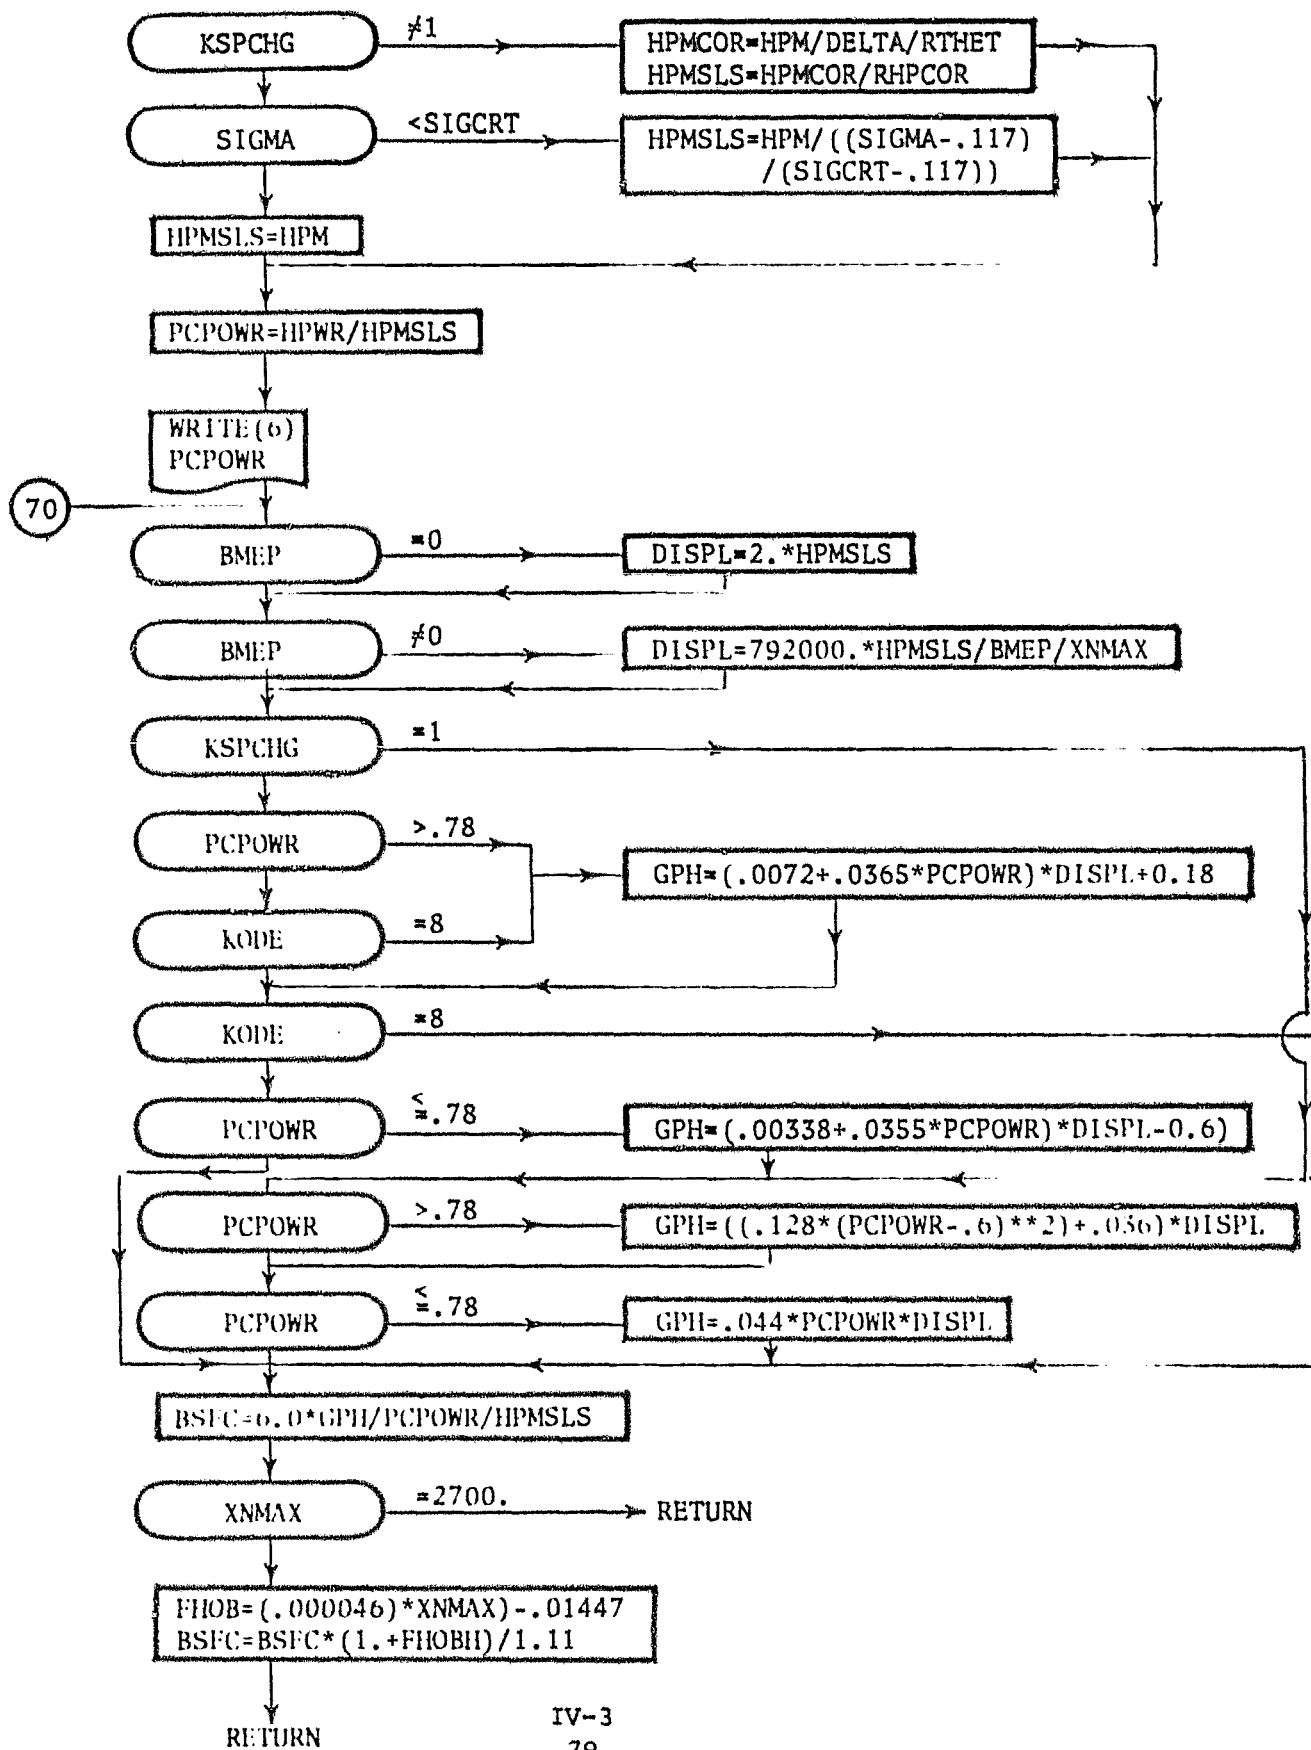 KSPCHG
≠1
HPMCOR=HPM/DELTA/RTHET
HPMSLS=HPMCOR/RHPCOR
SIGMA
<SIGCRT
HPMSLS=HPM/((SIGMA-.117)
/(SIGCRT-.117))
HPMSLS=HPM
PCPOWR=HPWR/HPMSLS
WRITE(6)
PCPOWR
70
BMEP
=0
DISPL=2.*HPMSLS
BMEP
≠0
DISPL=792000.*HPMSLS/BMEP/XNMAX
KSPCHG
=1
PCPOWR
>.78
GPH=(.0072+.0365*PCPOWR)*DISPL+0.18
KODE
=8
KODE
=8
PCPOWR
≤.78
GPH=(.00338+.0355*PCPOWR)*DISPL-0.6)
PCPOWR
>.78
GPH=((.128*(PCPOWR-.6)**2)+.036)*DISPL
PCPOWR
≤.78
GPH=.044*PCPOWR*DISPL
BSFC=6.0*GPH/PCPOWR/HPMSLS
XNMAX
=2700.
RETURN
FHOB=(.000046)*XNMAX)-.01447
BSFC=BSFC*(1.+FHOBH)/1.11
RETURN
IV-3
79